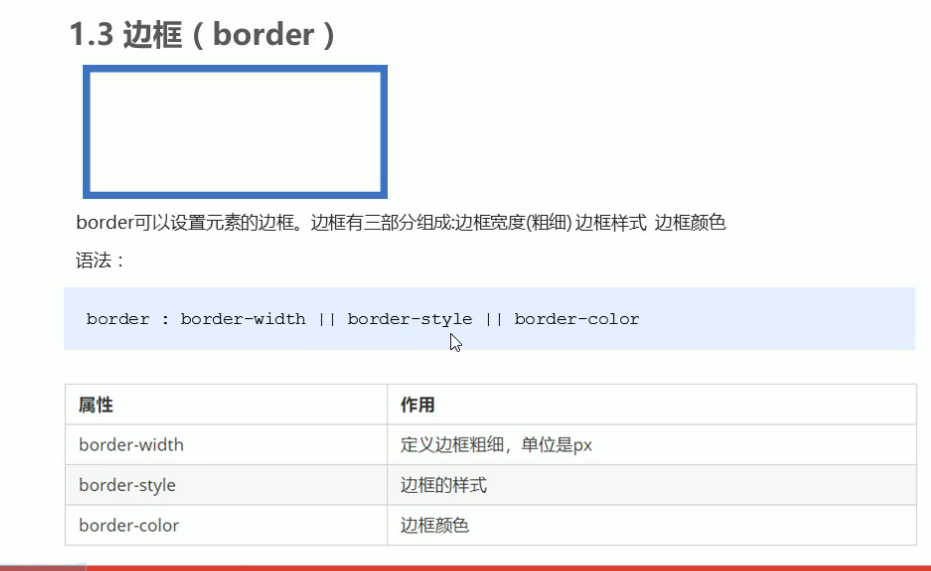 1.3 边框（border）
border可以设置元素的边框。边框有三部分组成:边框宽度(粗细) 边框样式 边框颜色
语法：
border : border-width || border-style || border-color
属性 作用
border-width 定义边框粗细，单位是px
border-style 边框的样式
border-color 边框颜色